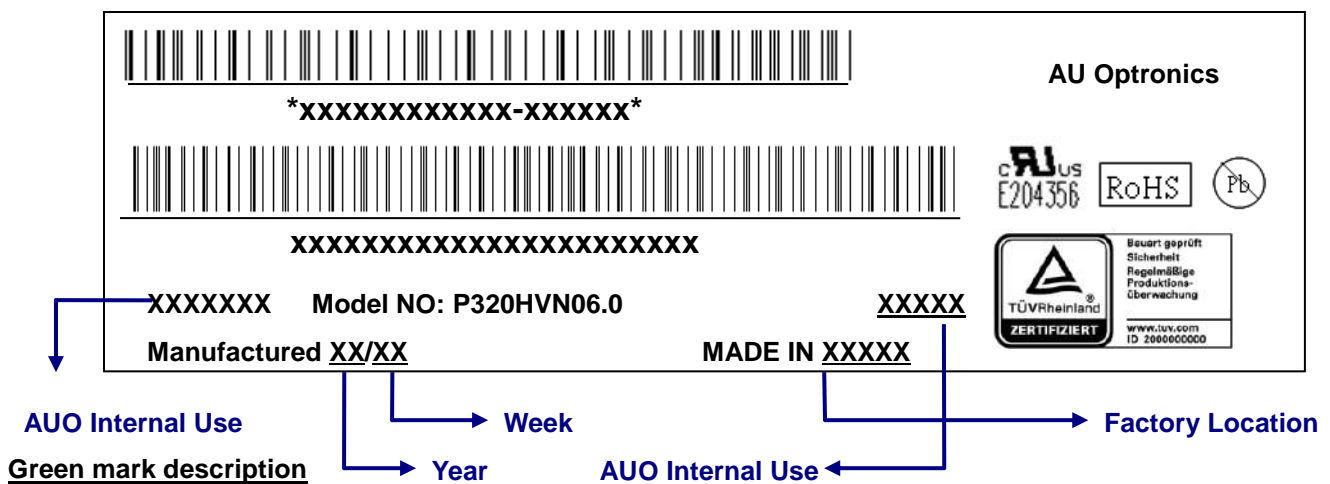 AU Optronics
*xxxxxxxxxxxx-xxxxxx*
c RU us
E204356
RoHS
Pb
xxxxxxxxxxxxxxxxxxxxxxx
Bauart geprüft
Sicherheit
Regelmäßige
Produktions-
überwachung
TÜVRheinland®
ZERTIFIZIERT
www.tuv.com
ID 2000000000
XXXXXXX Model NO: P320HVN06.0 XXXXX
Manufactured XX/XX MADE IN XXXXX
AUO Internal Use
Week
Factory Location
Green mark description
Year
AUO Internal Use